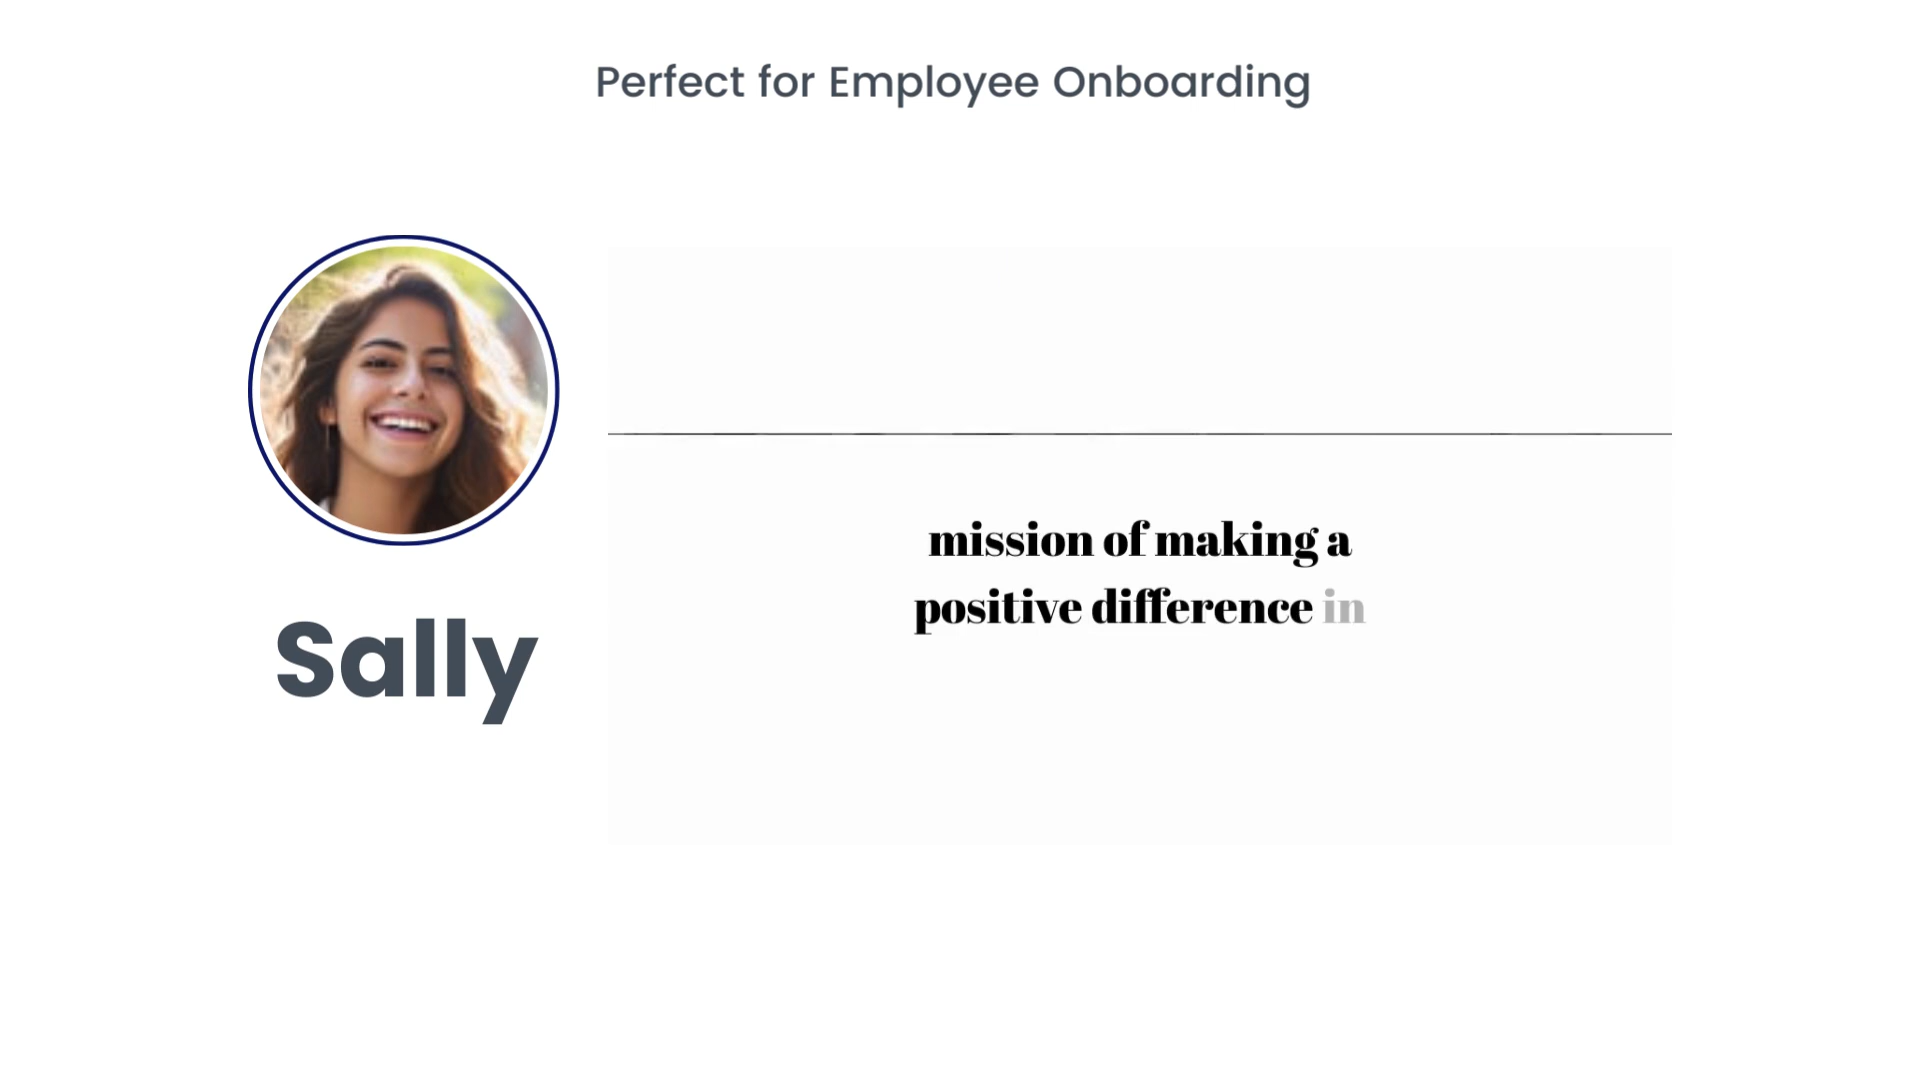 Perfect for Employee Onboarding
Sally
mission of making a
positive difference in